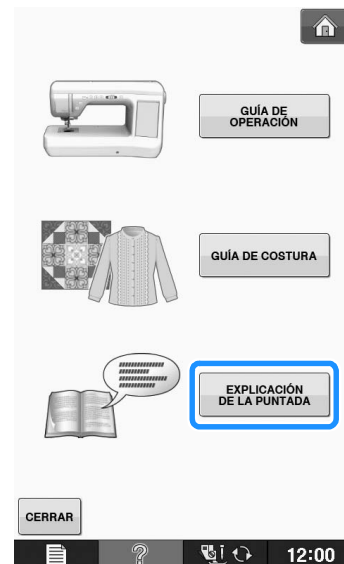 GUÍA DE
OPERACIÓN
GUÍA DE COSTURA
EXPLICACIÓN
DE LA PUNTADA
CERRAR
12:00